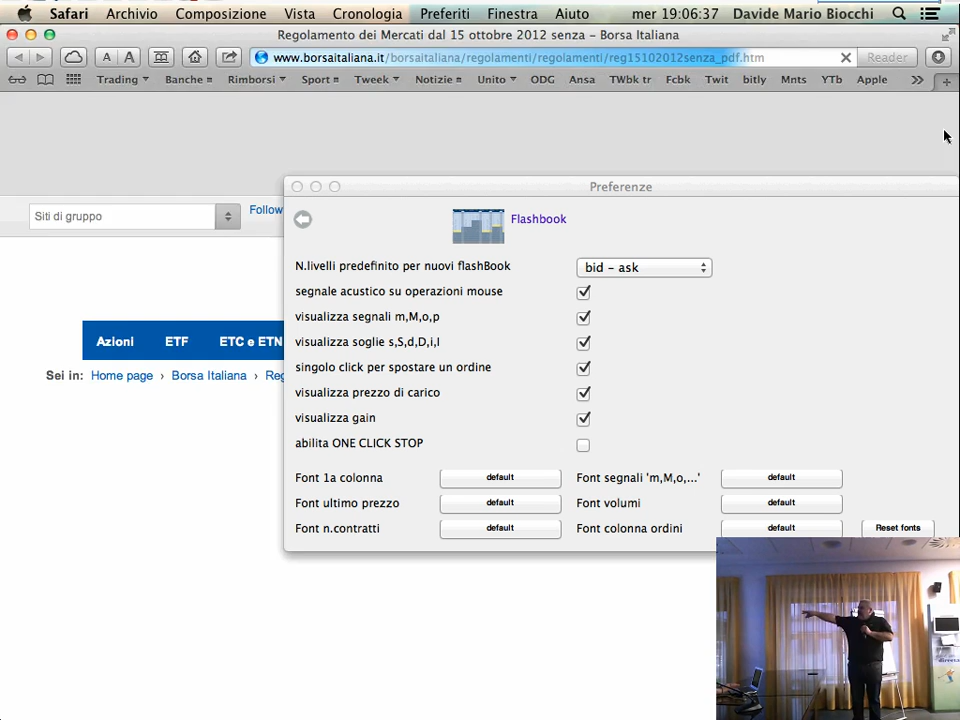 Safari Archivio Composizione Vista Cronologia Preferiti Finestra Aiuto mer 19:06:37 Davide Mario Biocchi
Regolamento dei Mercati dal 15 ottobre 2012 senza – Borsa Italiana
A A www.borsaitaliana.it/borsaitaliana/regolamenti/regolamenti/reg15102012senza_pdf.htm Reader
Trading Banche Rimborsi Sport Tweek Notizie Unito ODG Ansa TWbk tr Fcbk Twit bitly Mnts YTb Apple
Preferenze
Siti di gruppo
Follow
Flashbook
N.livelli predefinito per nuovi flashBook bid – ask
segnale acustico su operazioni mouse
visualizza segnali m,M,o,p
visualizza soglie s,S,d,D,i,I
Azioni ETF ETC e ETN
singolo click per spostare un ordine
Sei in: Home page › Borsa Italiana › Reg
visualizza prezzo di carico
visualizza gain
abilita ONE CLICK STOP
Font 1a colonna default Font segnali 'm,M,o,...' default
Font ultimo prezzo default Font volumi default
Font n.contratti default Font colonna ordini default Reset fonts
directa